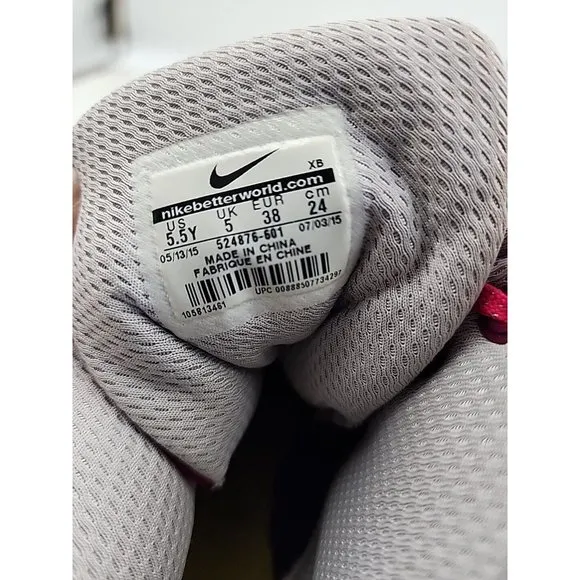 XB
nikebetterworld.com
US UK EUR cm
5.5Y 5 38 24
05/13/15 524876-601 07/03/15
MADE IN CHINA
FABRIQUE EN CHINE
105813461 UPC 00888507734297